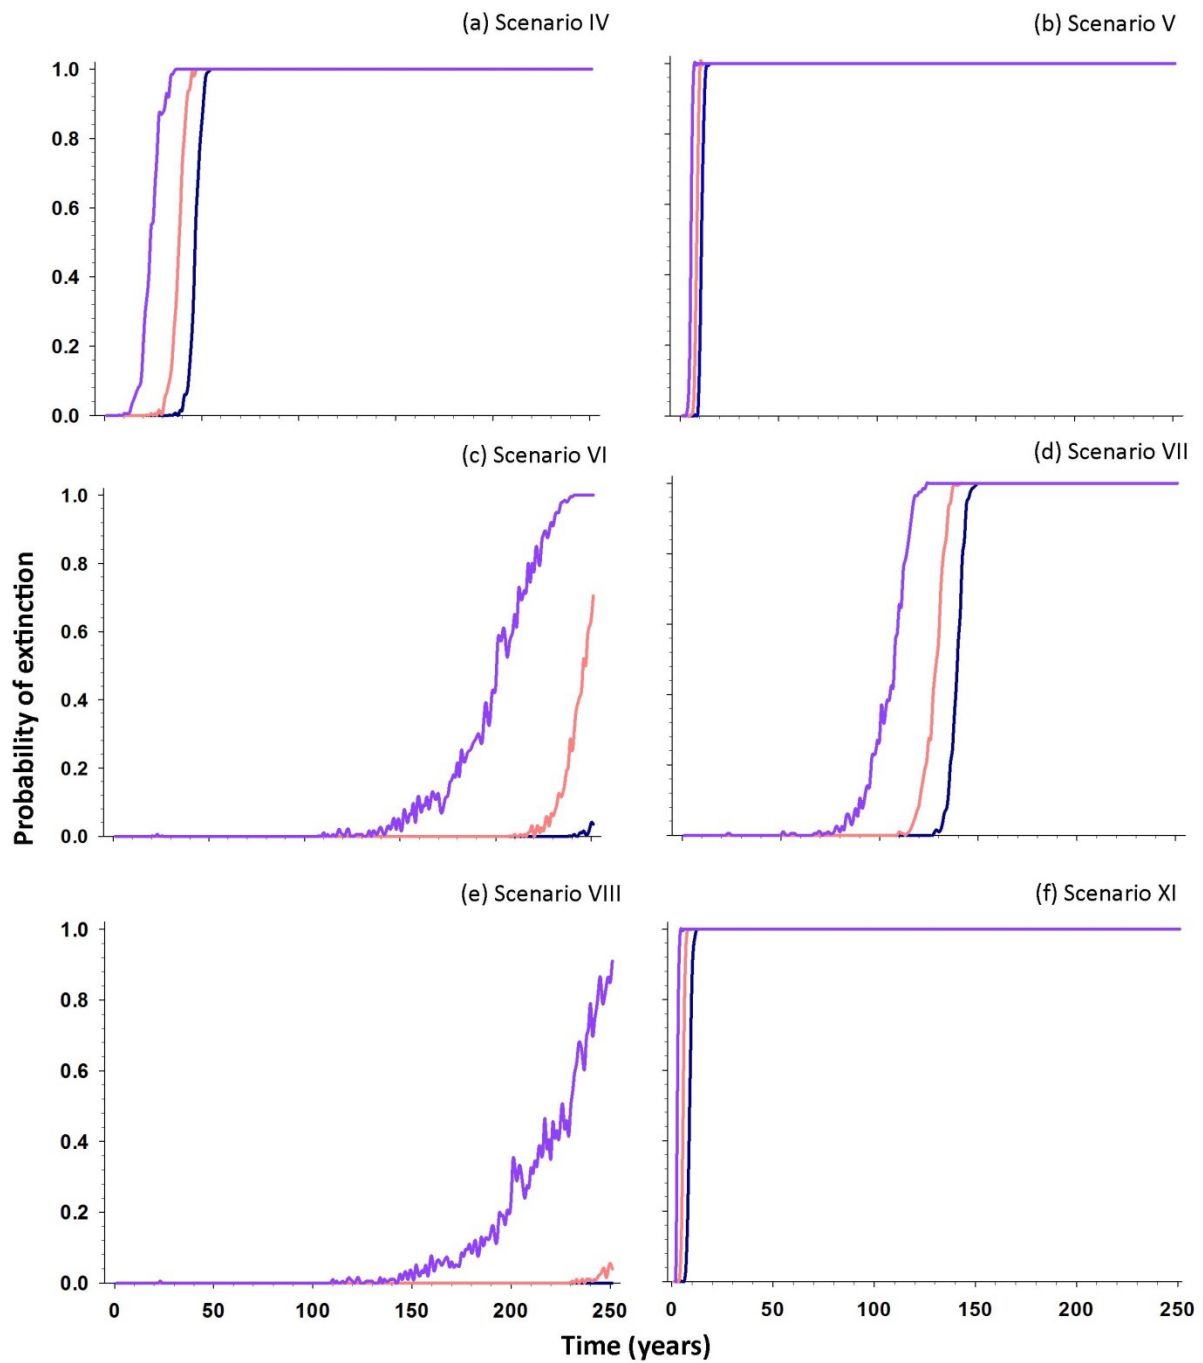 (a) Scenario IV
(b) Scenario V
1.0
0.8
0.6
0.4
0.2
0.0
(c) Scenario VI
(d) Scenario VII
1.0
0.8
0.6
0.4
0.2
0.0
Probability of extinction
(e) Scenario VIII
(f) Scenario XI
1.0
0.8
0.6
0.4
0.2
0.0
0 50 100 150 200 250
0 50 100 150 200 250
Time (years)